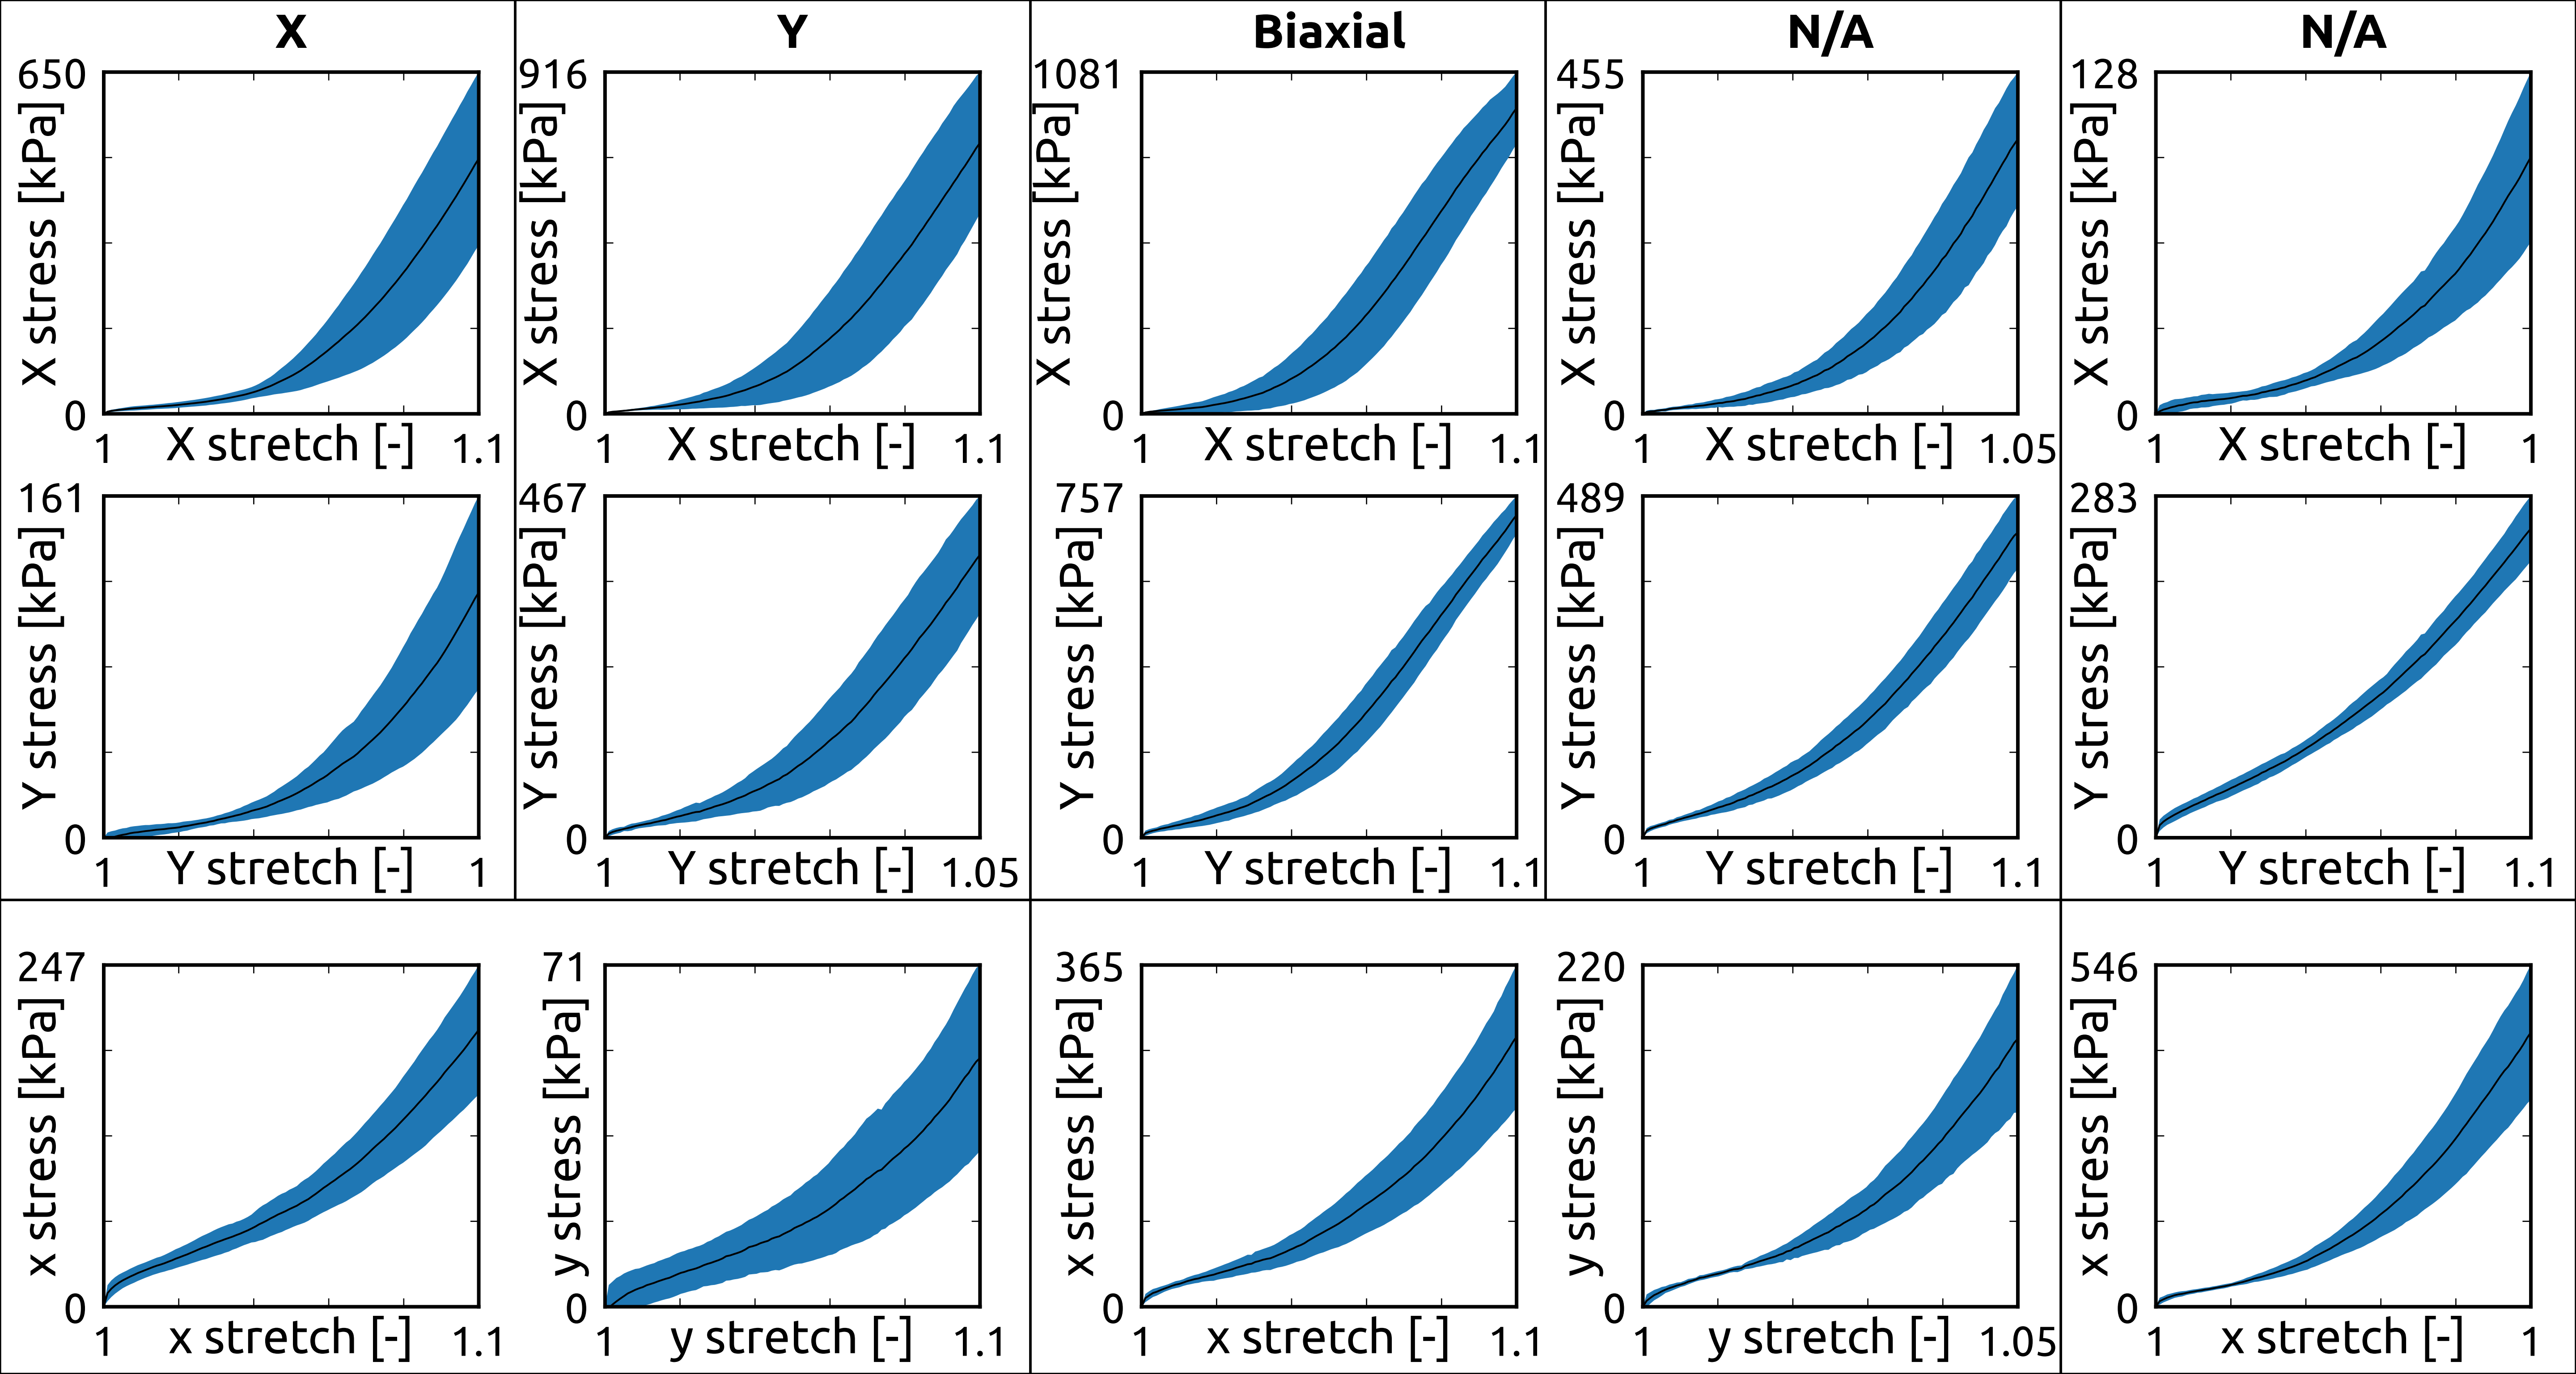 X Y Biaxial N/A N/A
650 916 1081 455 128
X stress [kPa] X stress [kPa] X stress [kPa] X stress [kPa] X stress [kPa]
0 0 0 0 0
1 X stretch [-] 1.1 1 X stretch [-] 1.1 1 X stretch [-] 1.1 1 X stretch [-] 1.05 1 X stretch [-] 1
161 467 757 489 283
Y stress [kPa] Y stress [kPa] Y stress [kPa] Y stress [kPa] Y stress [kPa]
0 0 0 0 0
1 Y stretch [-] 1 1 Y stretch [-] 1.05 1 Y stretch [-] 1.1 1 Y stretch [-] 1.1 1 Y stretch [-] 1.1
247 71 365 220 546
x stress [kPa] y stress [kPa] x stress [kPa] y stress [kPa] x stress [kPa]
0 0 0 0 0
1 x stretch [-] 1.1 1 y stretch [-] 1.1 1 x stretch [-] 1.1 1 y stretch [-] 1.05 1 x stretch [-] 1